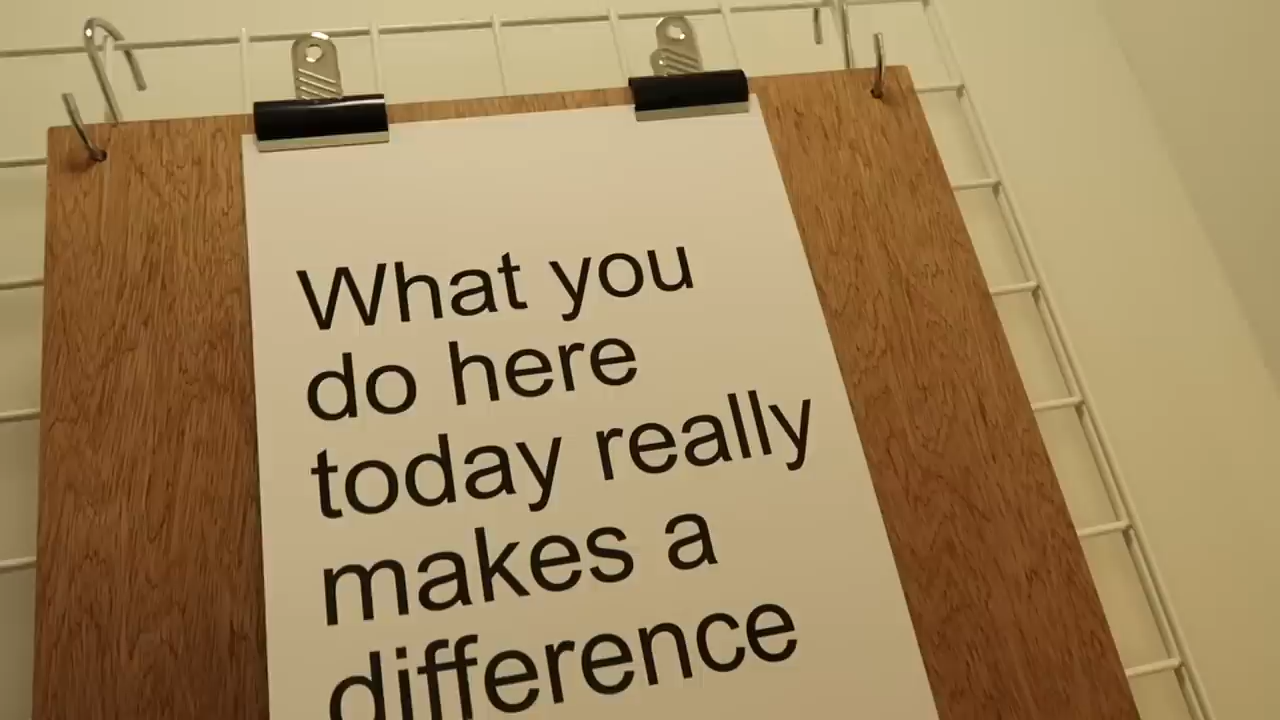 What you
do here
today really
makes a
difference